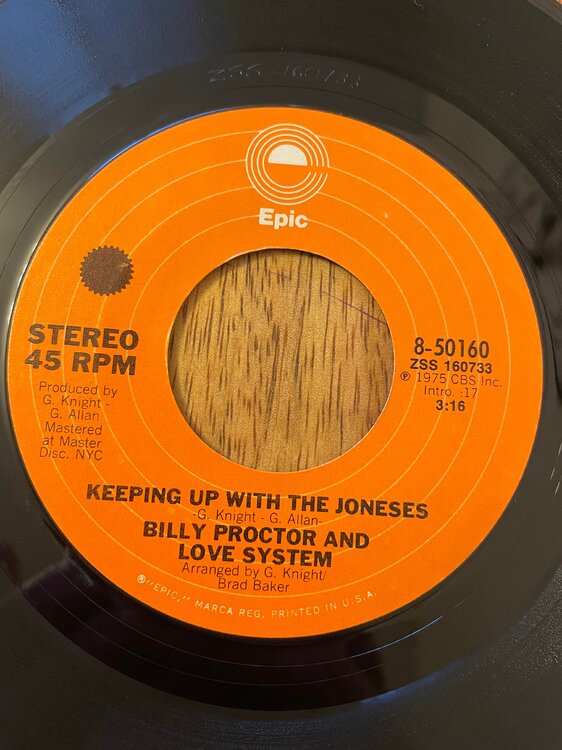 ZSS-160733
Epic
STEREO
45 RPM
Produced by
G. Knight -
G. Allan
Mastered
at Master
Disc. NYC
8-50160
ZSS 160733
℗ 1975 CBS Inc.
Intro. :17
3:16
KEEPING UP WITH THE JONESES
-G. Knight - G. Allan-
BILLY PROCTOR AND
LOVE SYSTEM
Arranged by G. Knight/
Brad Baker
®"EPIC," MARCA REG. PRINTED IN U.S.A.